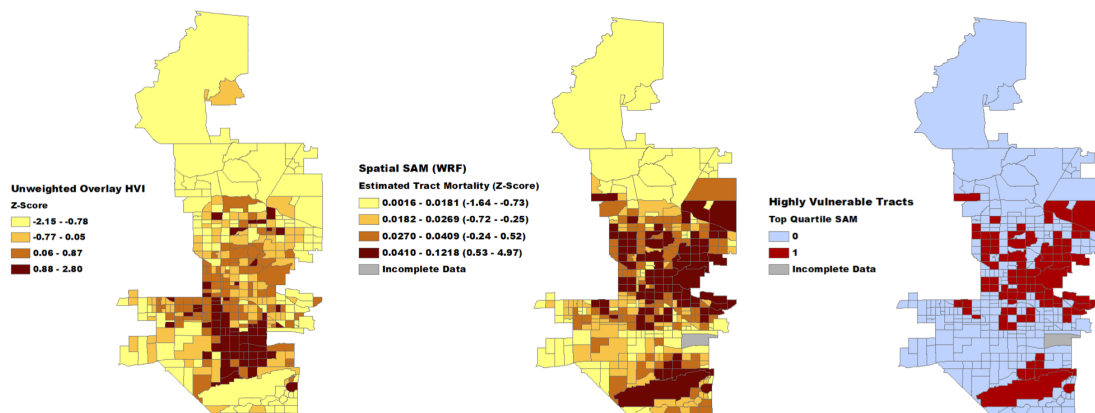 Unweighted Overlay HVI
Z-Score
-2.15 - -0.78
-0.77 - 0.05
0.06 - 0.87
0.88 - 2.80
Spatial SAM (WRF)
Estimated Tract Mortality (Z-Score)
0.0016 - 0.0181 (-1.64 - -0.73)
0.0182 - 0.0269 (-0.72 - -0.25)
0.0270 - 0.0409 (-0.24 - 0.52)
0.0410 - 0.1218 (0.53 - 4.97)
Incomplete Data
Highly Vulnerable Tracts
Top Quartile SAM
0
1
Incomplete Data